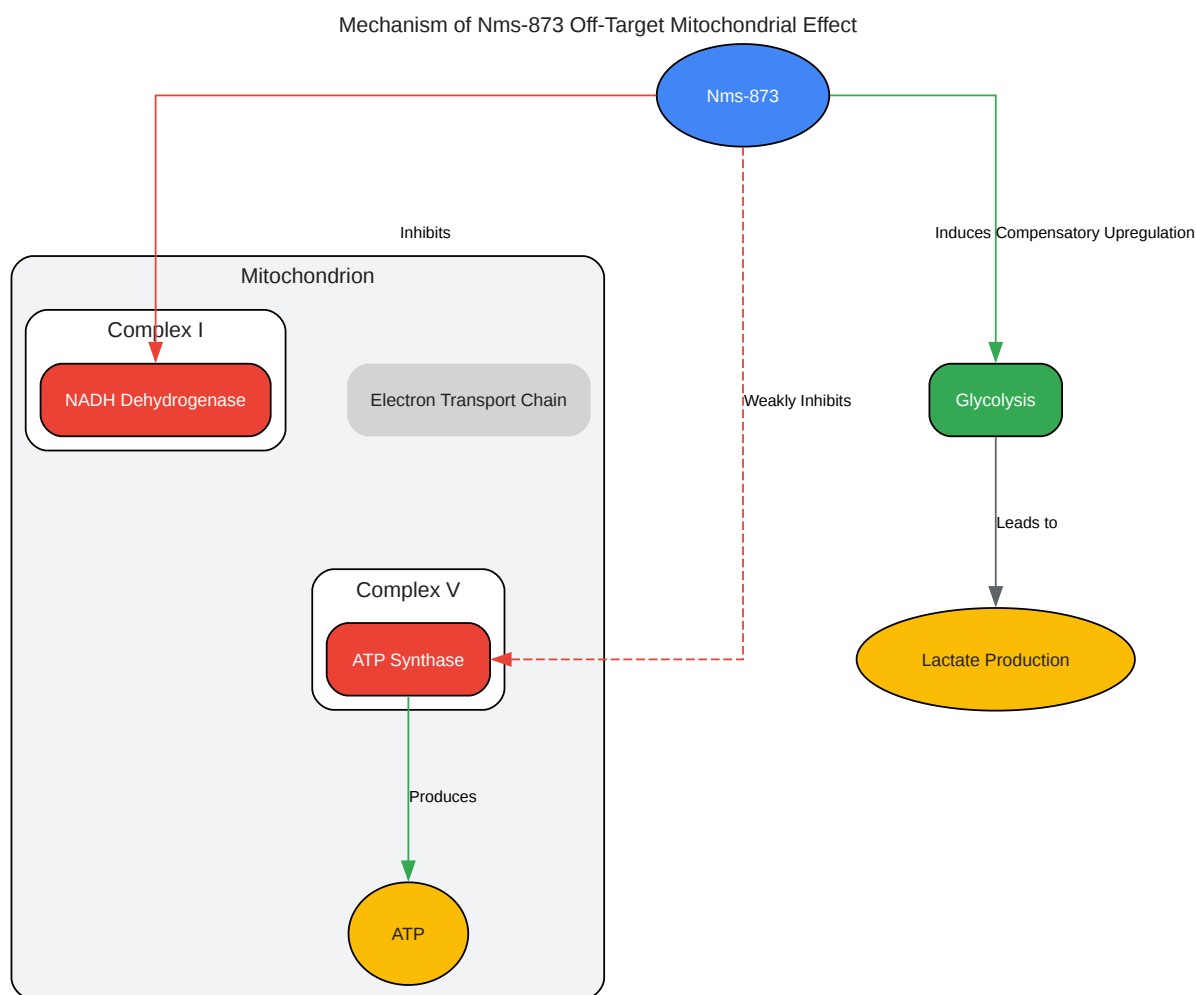 Mechanism of Nms-873 Off-Target Mitochondrial Effect
Nms-873
Inhibits
Induces Compensatory Upregulation
Mitochondrion
Complex I
NADH Dehydrogenase
Electron Transport Chain
Weakly Inhibits
Glycolysis
Leads to
Complex V
ATP Synthase
Lactate Production
Produces
ATP